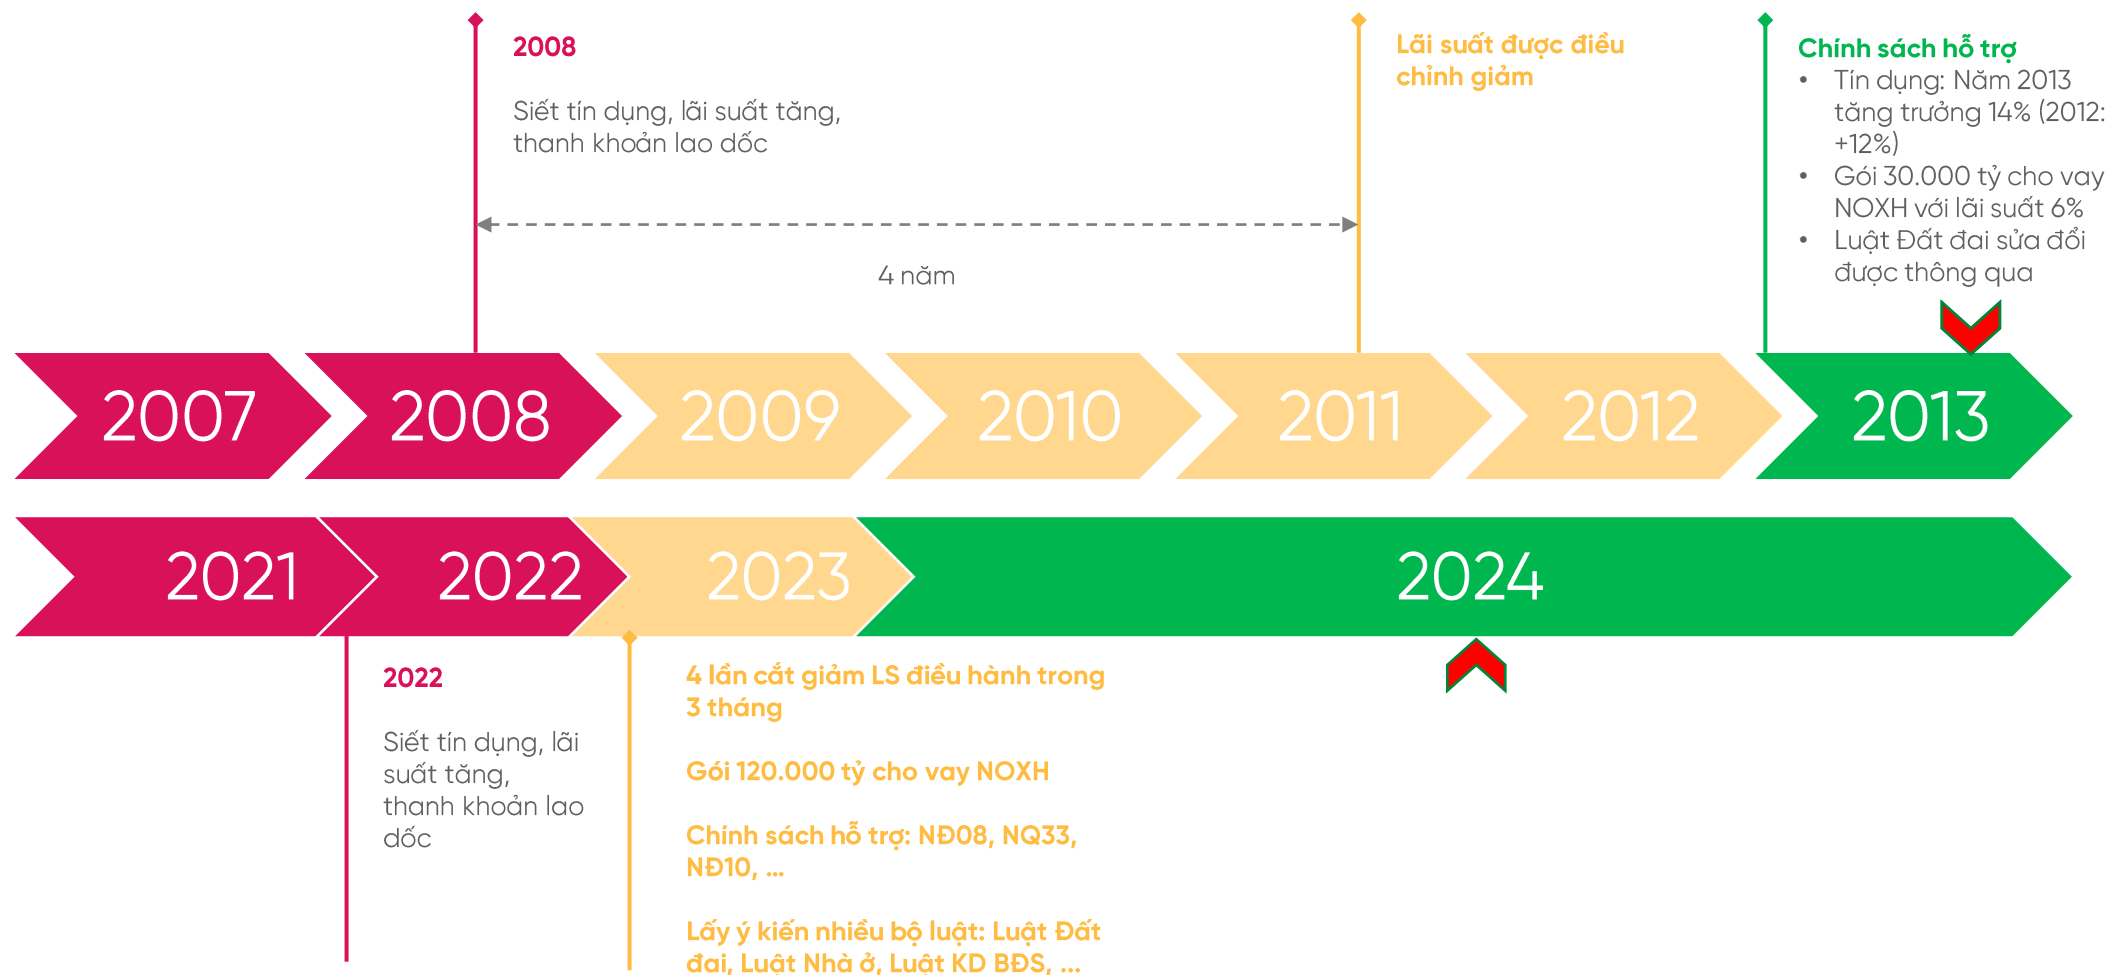 2008
Siết tín dụng, lãi suất tăng,
thanh khoản lao dốc
Lãi suất được điều
chỉnh giảm
Chính sách hỗ trợ
• Tín dụng: Năm 2013
tăng trưởng 14% (2012:
+12%)
• Gói 30.000 tỷ cho vay
NOXH với lãi suất 6%
• Luật Đất đai sửa đổi
được thông qua
4 năm
2007 2008 2009 2010 2011 2012 2013
2021 2022 2023 2024
2022
Siết tín dụng, lãi
suất tăng,
thanh khoản lao
dốc
4 lần cắt giảm LS điều hành trong
3 tháng
Gói 120.000 tỷ cho vay NOXH
Chính sách hỗ trợ: NĐ08, NQ33,
NĐ10, ...
Lấy ý kiến nhiều bộ luật: Luật Đất
đai, Luật Nhà ở, Luật KD BĐS, ...